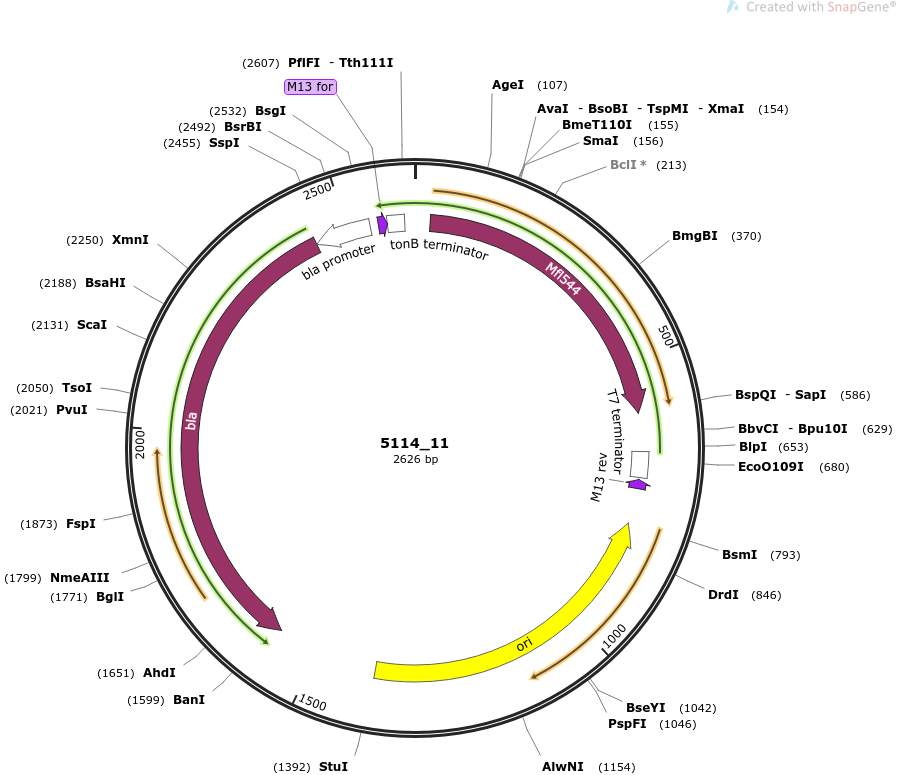 Created with SnapGene®
(2607) PflFI - Tth111I
M13 for
(2532) BsgI
(2492) BsrBI
(2455) SspI
AgeI (107)
AvaI - BsoBI - TspMI - XmaI (154)
BmeT110I (155)
SmaI (156)
BclI * (213)
2500
(2250) XmnI
BmgBI (370)
bla promoter
tonB terminator
Mfl544
(2188) BsaHI
(2131) ScaI
500
(2050) TsoI
(2021) PvuI
BspQI - SapI (586)
bla
T7 terminator
BbvCI - Bpu10I (629)
2000
5114_11
2626 bp
BlpI (653)
EcoO109I (680)
M13 rev
(1873) FspI
BsmI (793)
(1799) NmeAIII
(1771) BglI
DrdI (846)
ori
1000
(1651) AhdI
(1599) BanI
1500
BseYI (1042)
PspFI (1046)
(1392) StuI
AlwNI (1154)